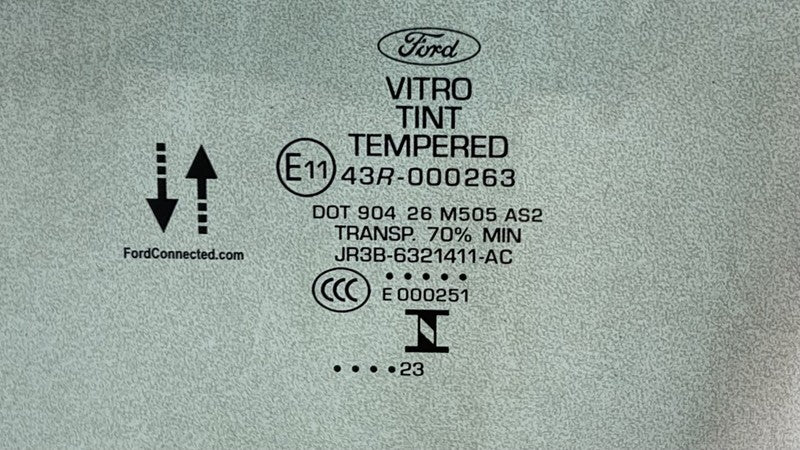 Ford
VITRO
TINT
TEMPERED
E11 43R-000263
DOT 904 26 M505 AS2
TRANSP. 70% MIN
JR3B-6321411-AC
FordConnected.com
CCC E 000251
N
23